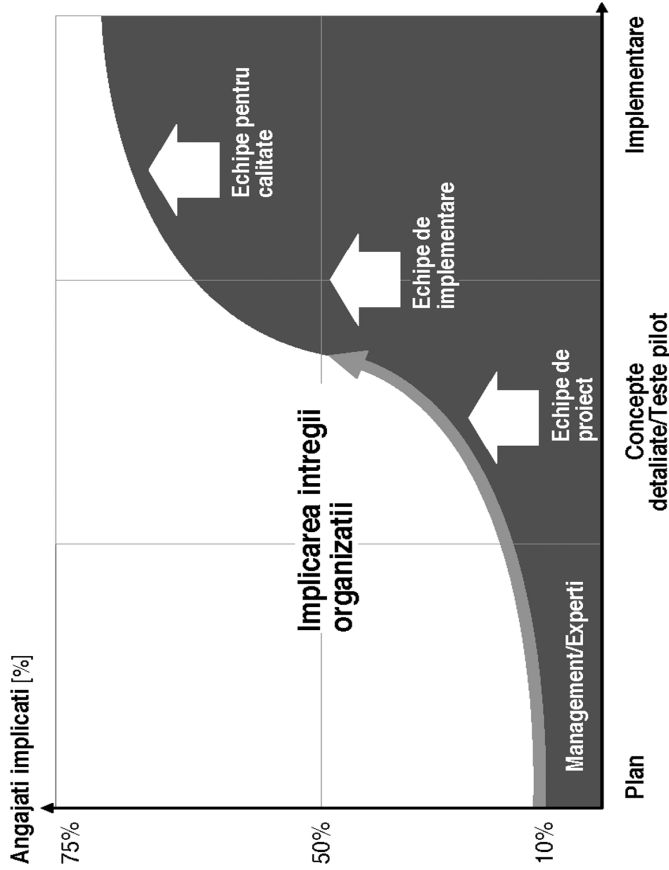 Angajati implicati [%]
75%
50%
10%
Implicarea intregii
organizatii
Management/Experti
Echipe de
proiect
Echipe de
implementare
Echipe pentru
calitate
Plan
Concepte
detaliate/Teste pilot
Implementare